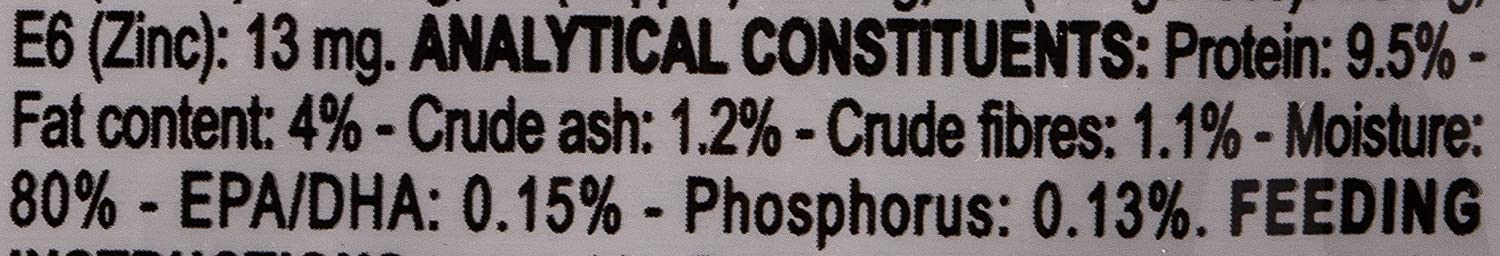 E6 (Zinc): 13 mg. ANALYTICAL CONSTITUENTS: Protein: 9.5% -
Fat content: 4% - Crude ash: 1.2% - Crude fibres: 1.1% - Moisture:
80% - EPA/DHA: 0.15% - Phosphorus: 0.13%. FEEDING